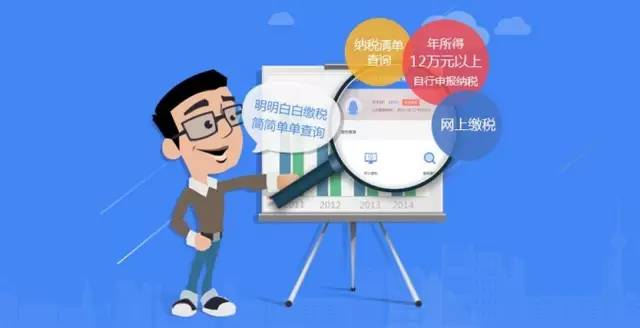 纳税清单
查询
年所得
12万元以上
自行申报纳税
网上缴税
明明白白缴税
简简单单查询
2011
2012
2013
2014